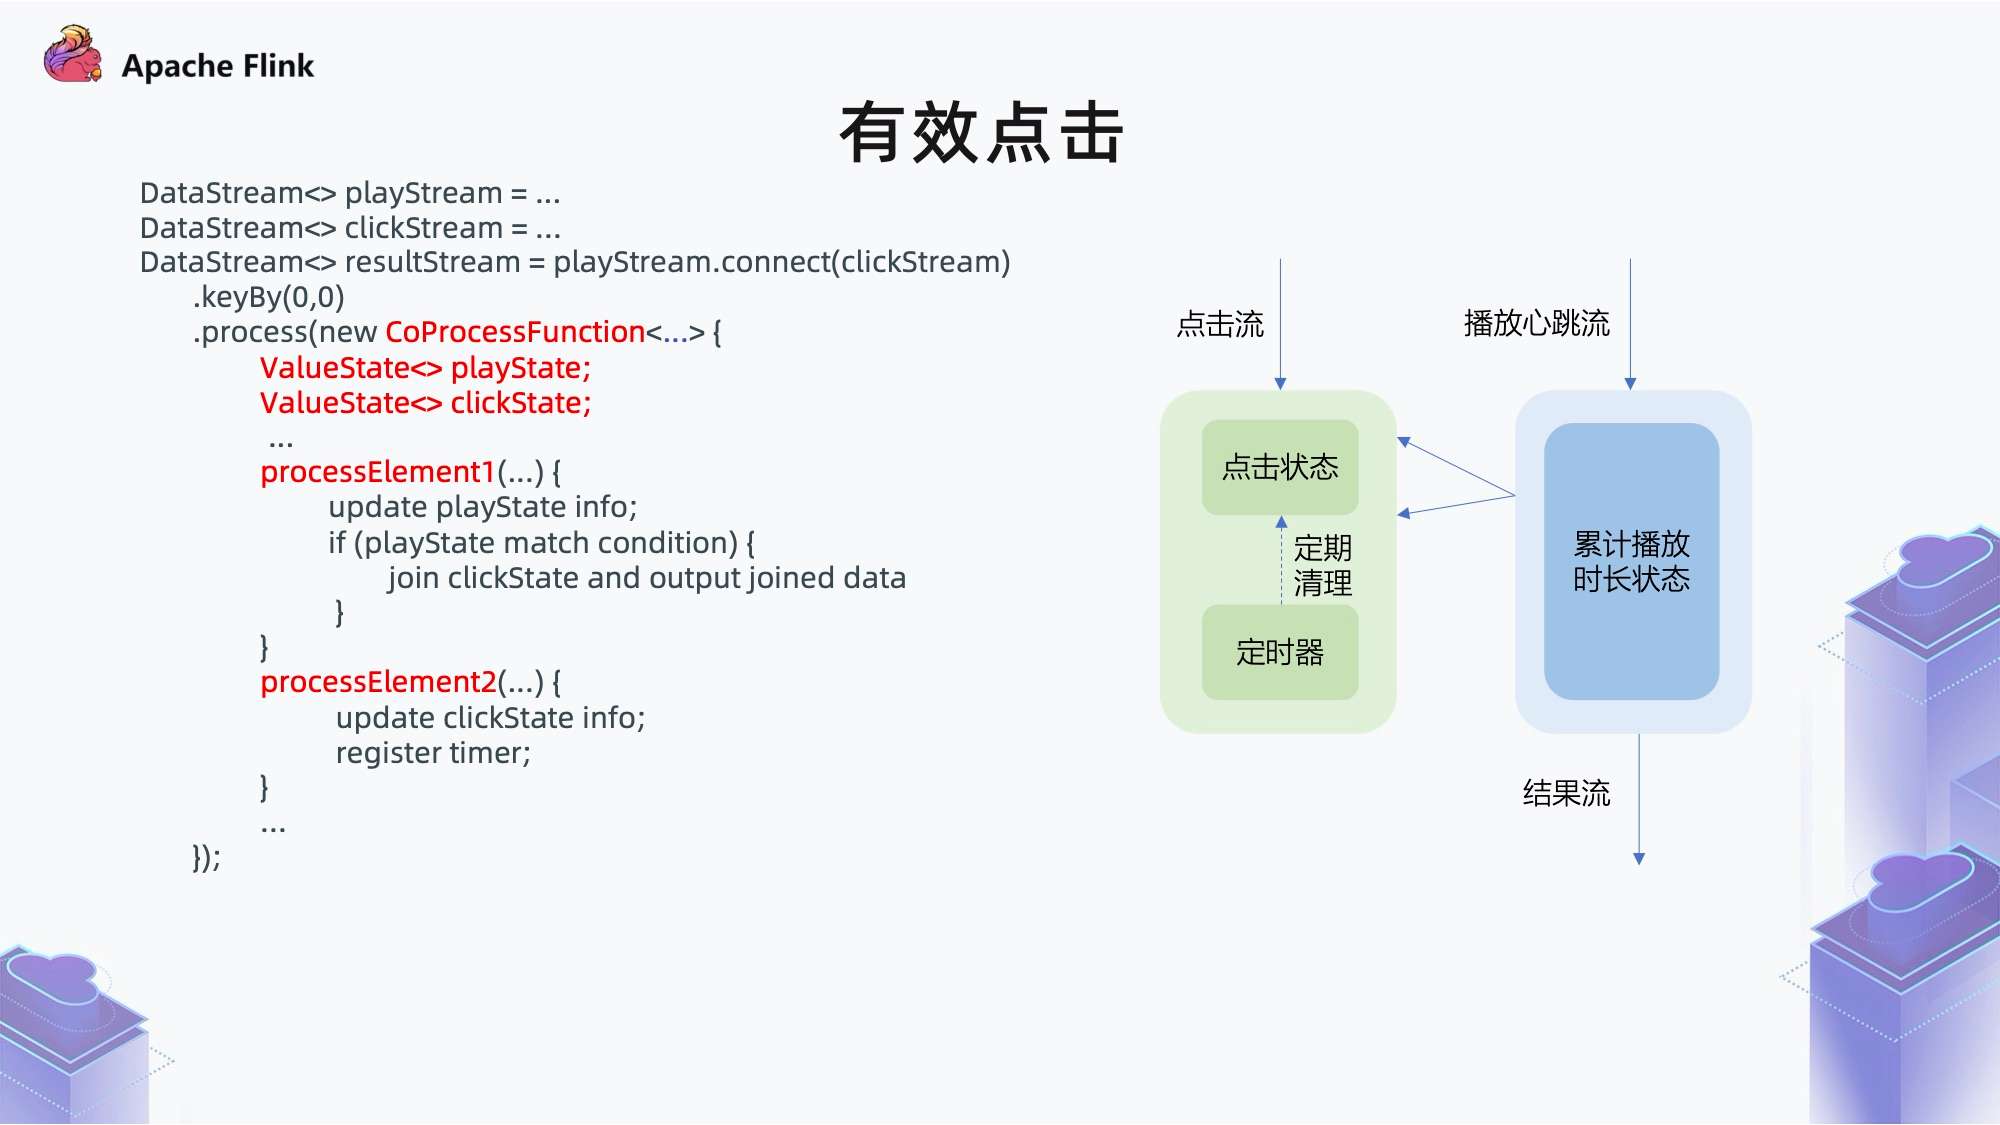 Apache Flink
有效点击
DataStream<> playStream = ...
DataStream<> clickStream = ...
DataStream<> resultStream = playStream.connect(clickStream)
.keyBy(0,0)
.process(new CoProcessFunction<...> {
ValueState<> playState;
ValueState<> clickState;
...
processElement1(...) {
update playState info;
if (playState match condition) {
join clickState and output joined data
}
}
processElement2(...) {
update clickState info;
register timer;
}
...
});
点击流
播放心跳流
点击状态
定期
清理
定时器
累计播放
时长状态
结果流